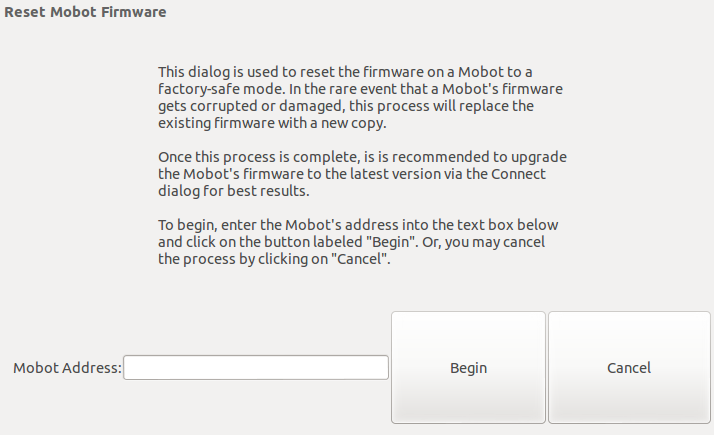 Reset Mobot Firmware
This dialog is used to reset the firmware on a Mobot to a
factory-safe mode. In the rare event that a Mobot's firmware
gets corrupted or damaged, this process will replace the
existing firmware with a new copy.
Once this process is complete, is is recommended to upgrade
the Mobot's firmware to the latest version via the Connect
dialog for best results.
To begin, enter the Mobot's address into the text box below
and click on the button labeled "Begin". Or, you may cancel
the process by clicking on "Cancel".
Mobot Address: Begin Cancel